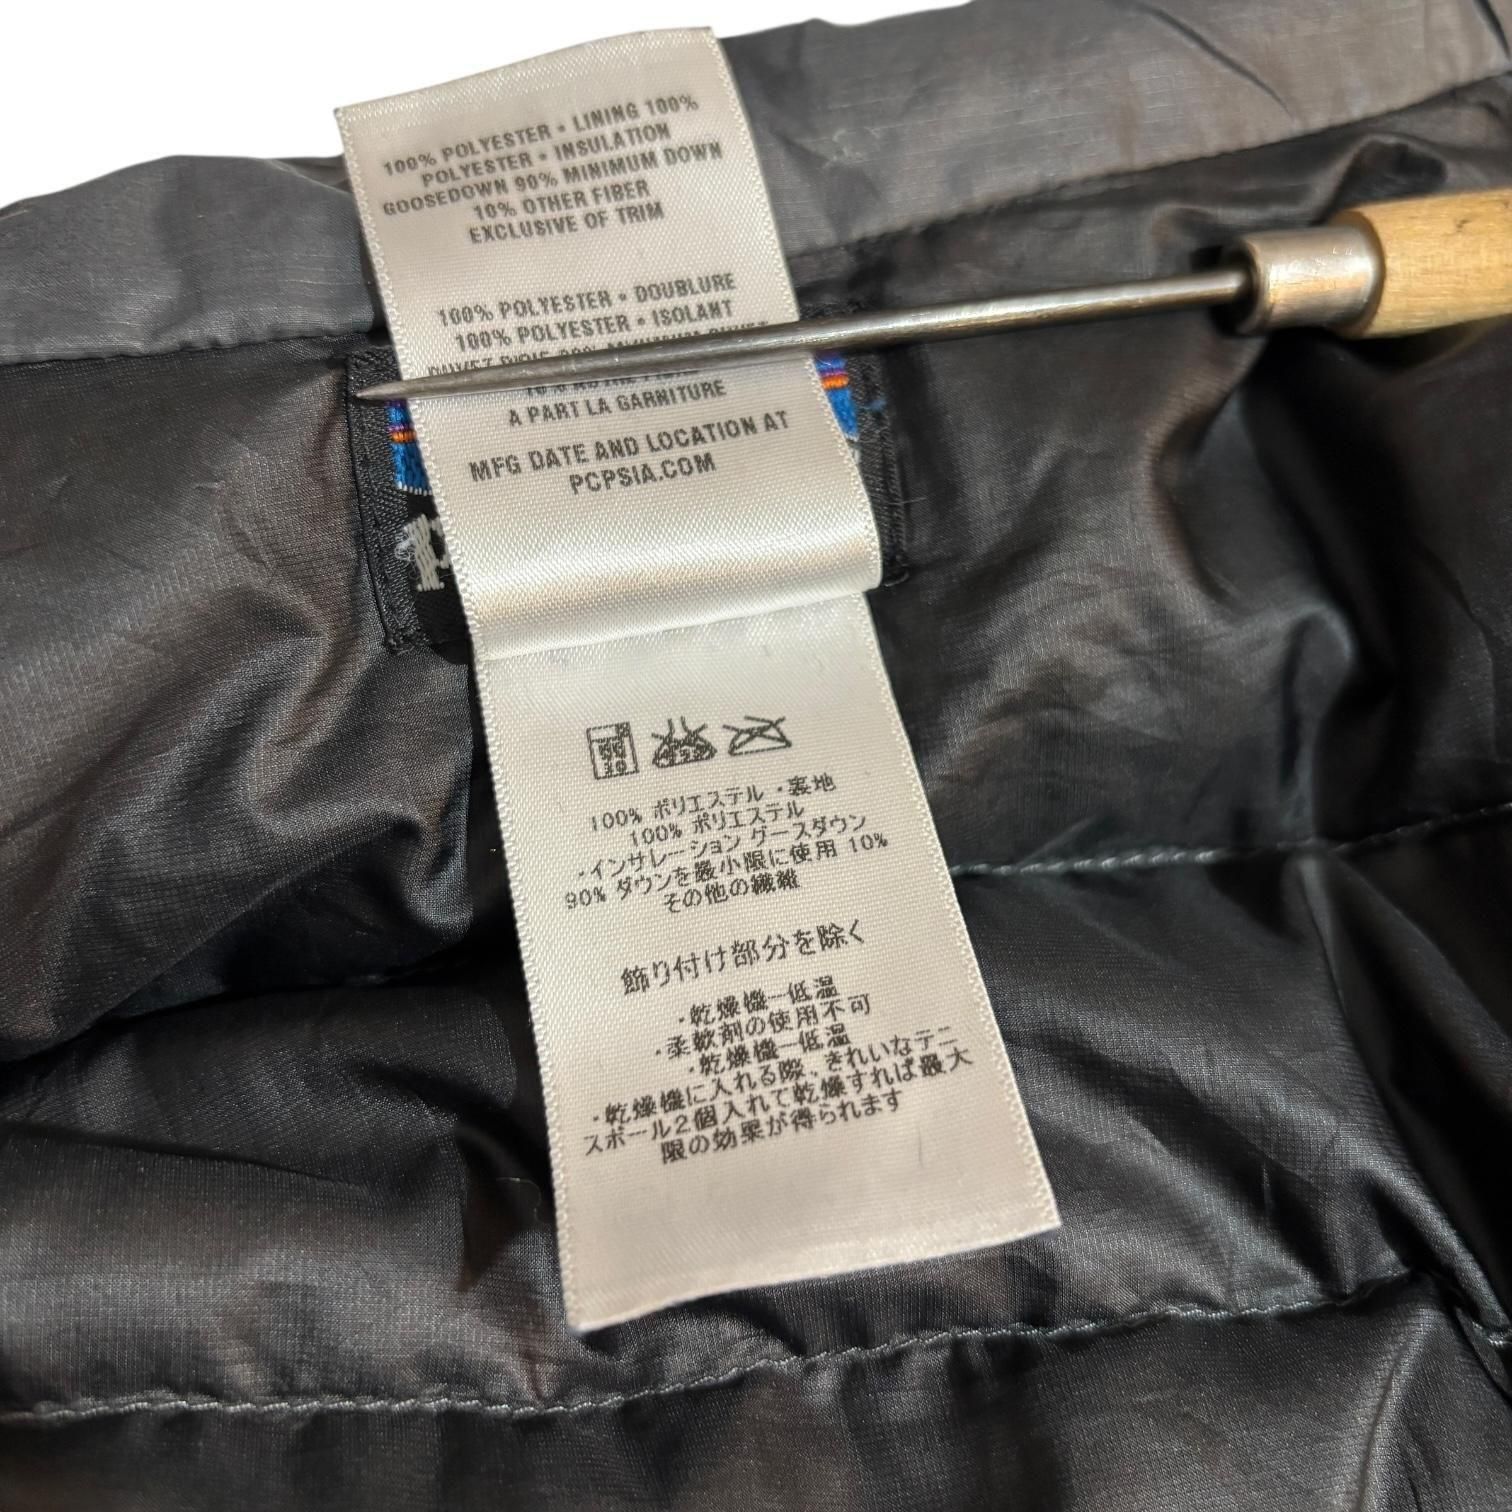 100% POLYESTER • LINING 100%
POLYESTER • INSULATION
GOOSEDOWN 90% MINIMUM DOWN
10% OTHER FIBER
EXCLUSIVE OF TRIM
100% POLYESTER • DOUBLURE
100% POLYESTER • ISOLANT
A PART LA GARNITURE
MFG DATE AND LOCATION AT
PCPSIA.COM
100% ポリエステル・裏地
100% ポリエステル
・インサレーション グースダウン
90% ダウンを最小限に使用 10%
その他の繊維
飾り付け部分を除く
・乾燥機－低温
・柔軟剤の使用不可
・乾燥機－低温
・乾燥機に入れる際、きれいなテニ
スボール2個入れて乾燥すれば最大
限の効果が得られます